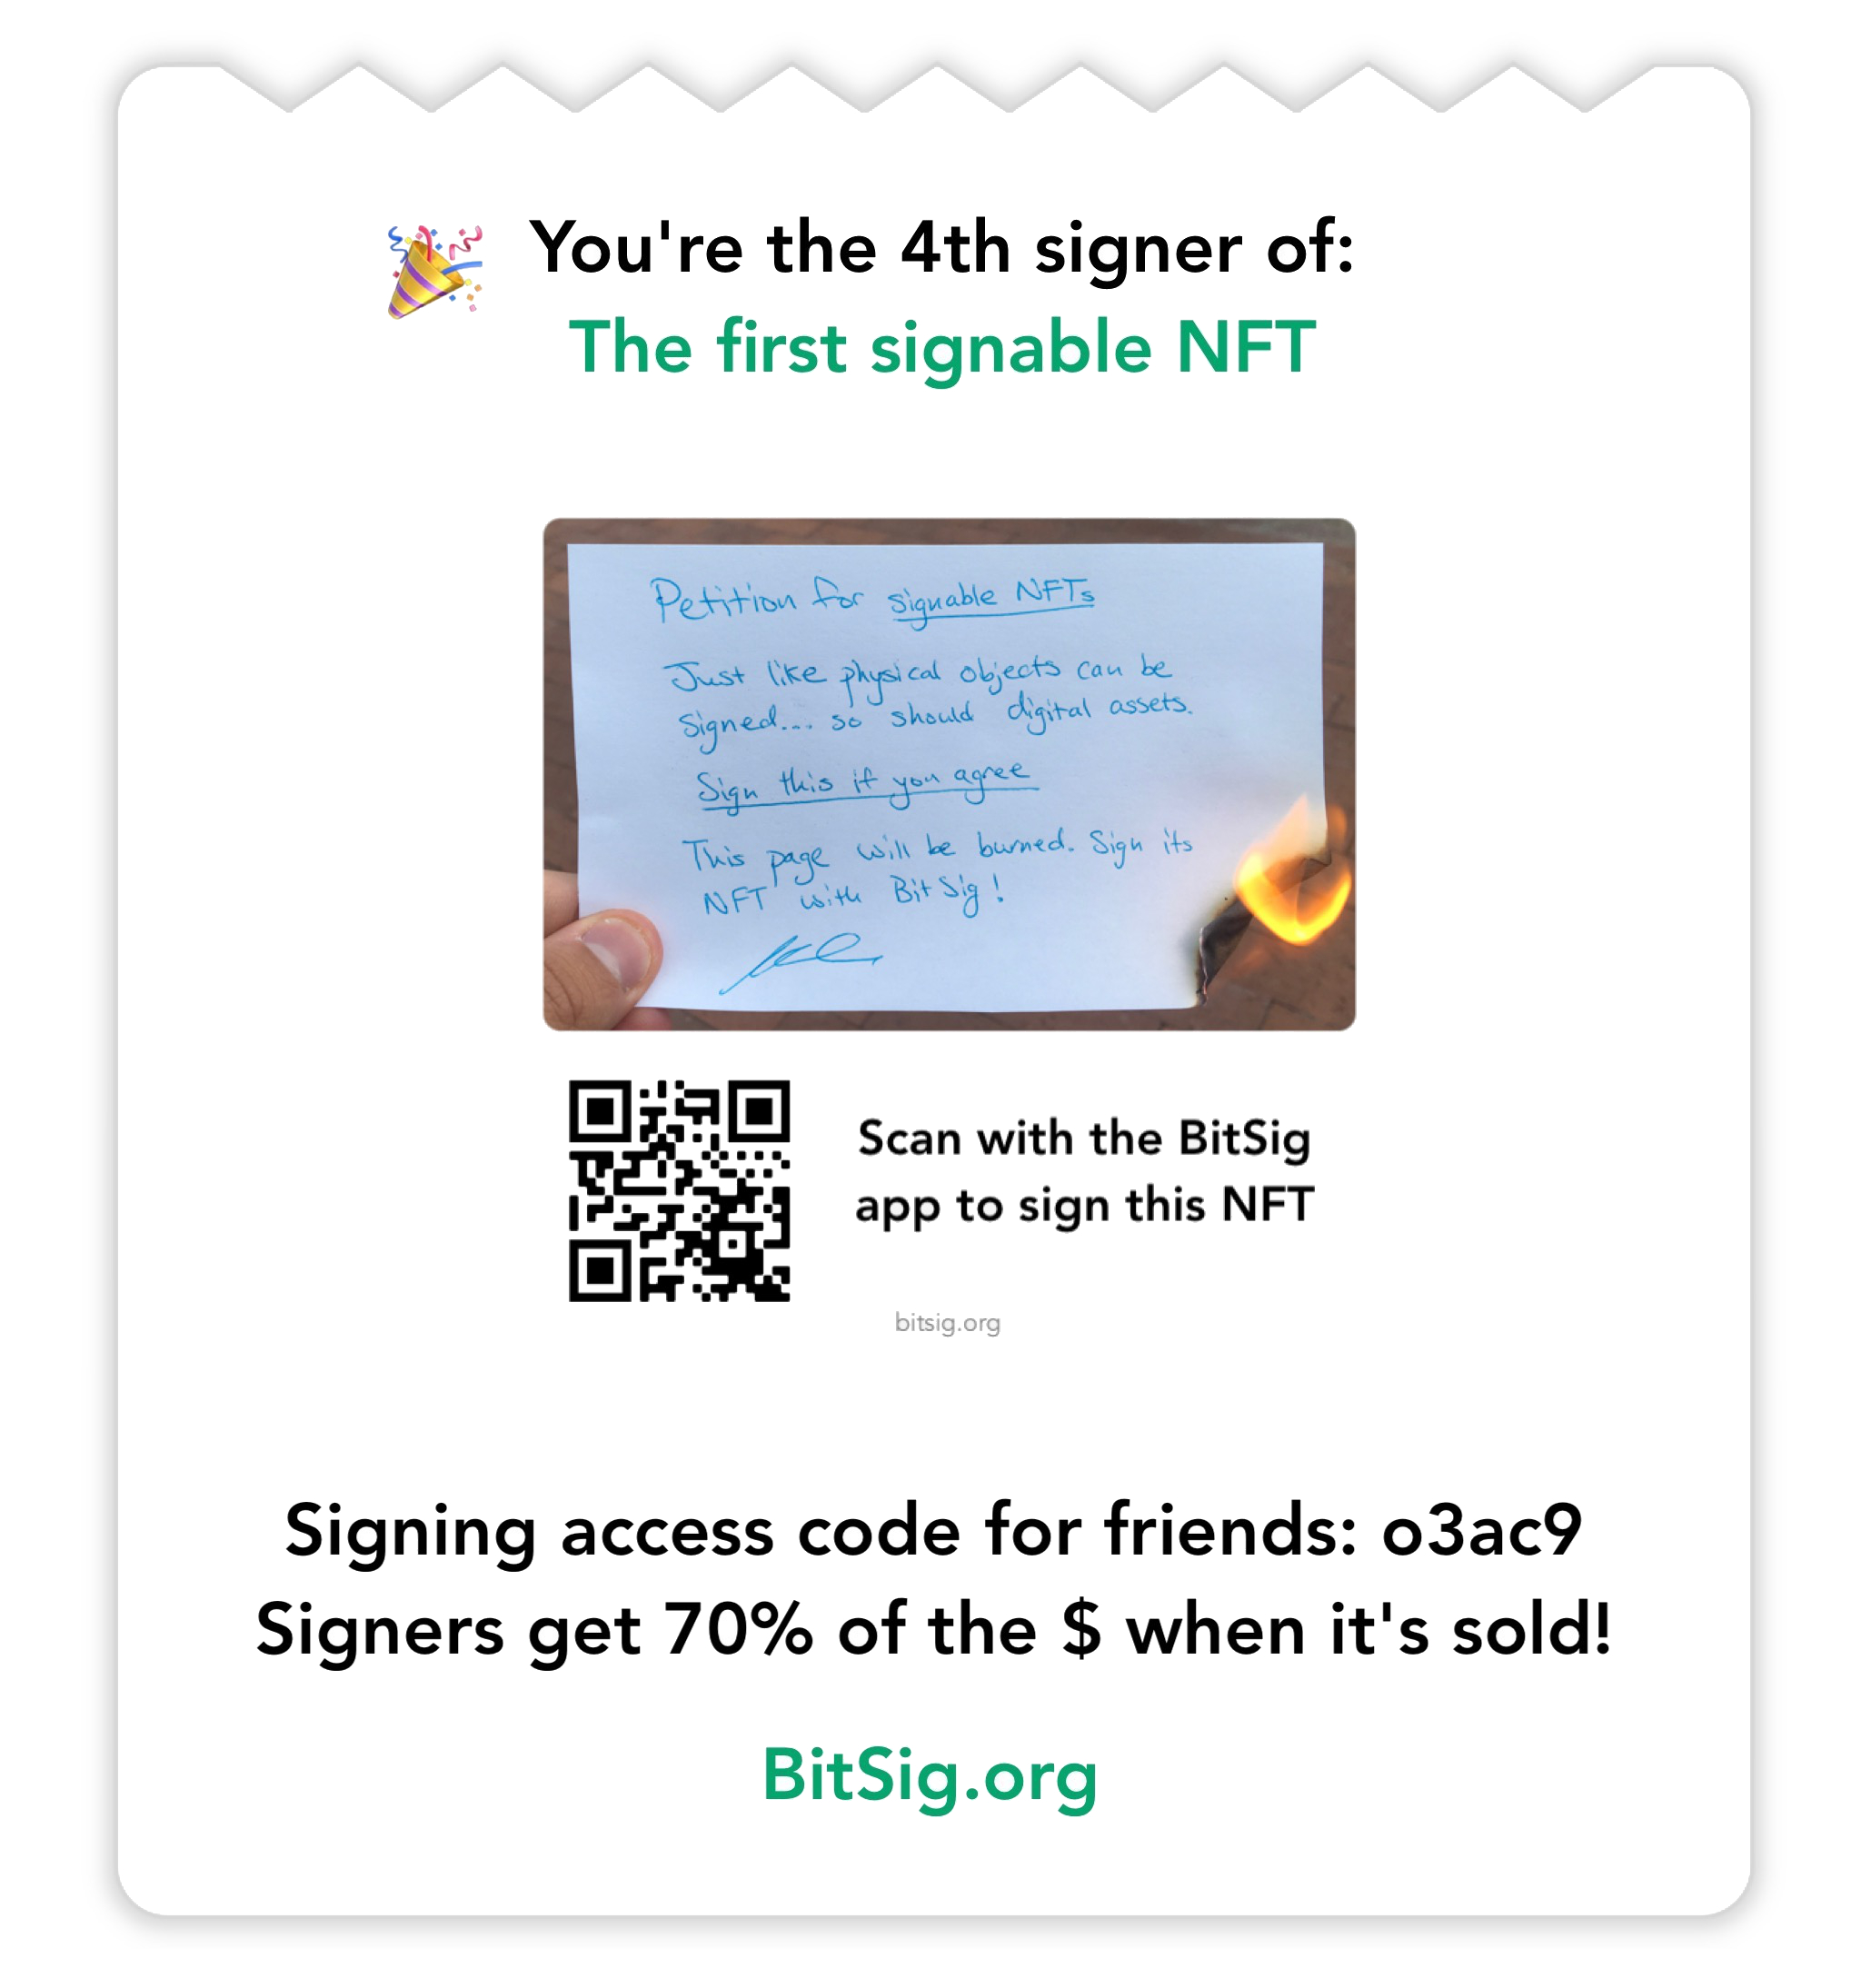 You're the 4th signer of:
The first signable NFT
Petition for signable NFTs
Just like physical objects can be
signed... so should digital assets.
Sign this if you agree
This page will be burned. Sign its
NFT with BitSig!
Scan with the BitSig
app to sign this NFT
bitsig.org
Signing access code for friends: o3ac9
Signers get 70% of the $ when it's sold!
BitSig.org